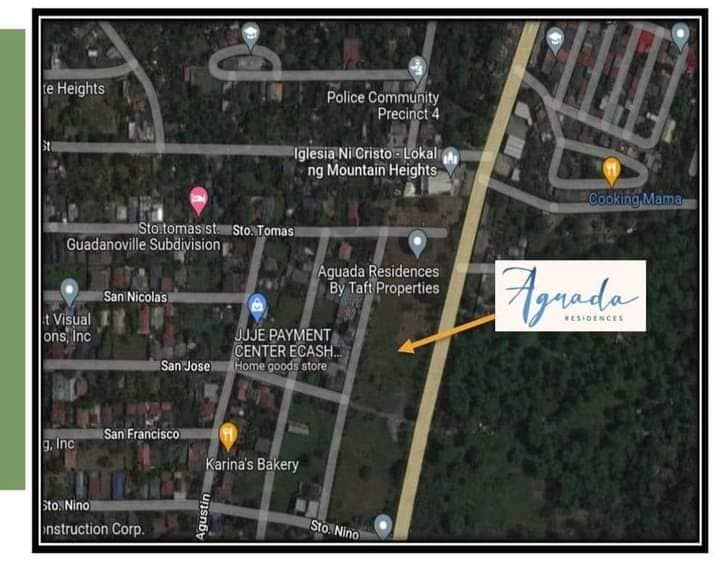 te Heights
Police Community
Precinct 4
St
Iglesia Ni Cristo - Lokal
ng Mountain Heights
Cooking Mama
Sto.tomas st.
Guadanoville Subdivision
Sto. Tomas
Aguada Residences
By Taft Properties
San Nicolas
Aguada
RESIDENCES
t Visual
ons, Inc
JJJE PAYMENT
CENTER ECASH...
Home goods store
San Jose
San Francisco
g, Inc
Karina's Bakery
Sto. Nino
onstruction Corp.
Agustin
Sto. Nino